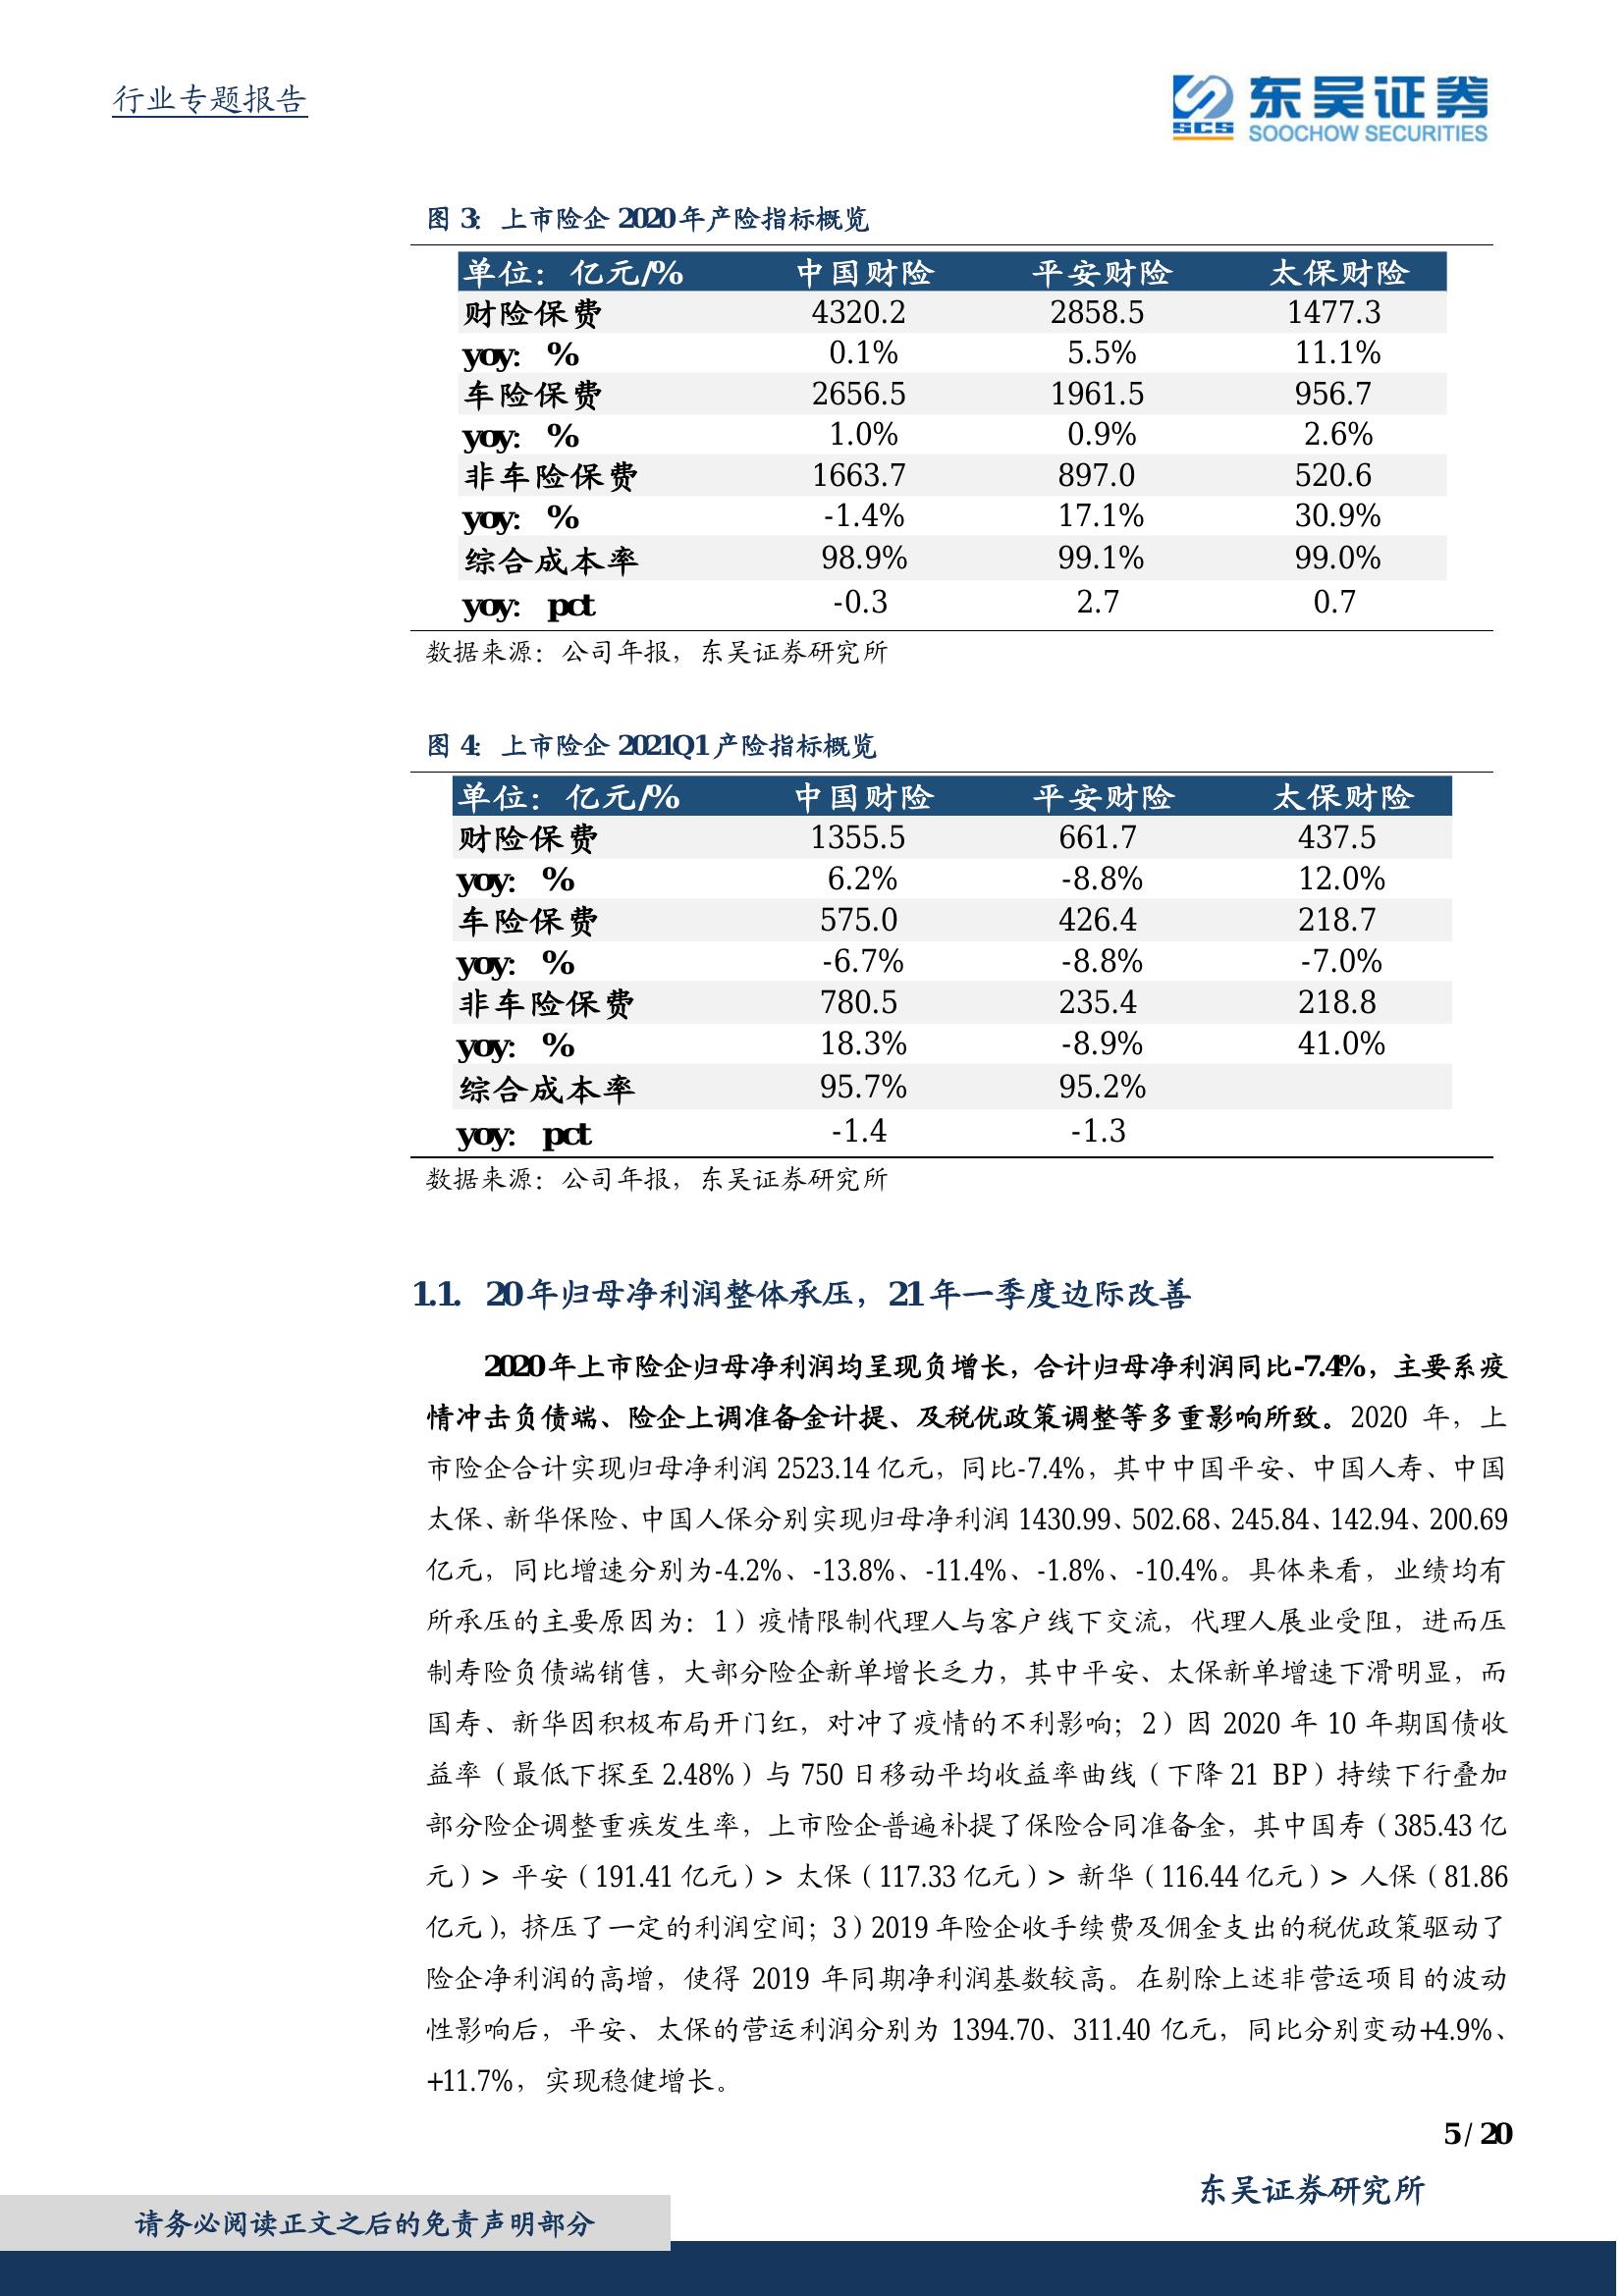 行业专题报告
东吴证券
SCS
SOOCHOW SECURITIES
图 3: 上市险企 2020 年产险指标概览
单位：亿元/% 中国财险 平安财险 太保财险
财险保费 4320.2 2858.5 1477.3
yoy: % 0.1% 5.5% 11.1%
车险保费 2656.5 1961.5 956.7
yoy: % 1.0% 0.9% 2.6%
非车险保费 1663.7 897.0 520.6
yoy: % -1.4% 17.1% 30.9%
综合成本率 98.9% 99.1% 99.0%
yoy: pct -0.3 2.7 0.7
数据来源：公司年报，东吴证券研究所
图 4: 上市险企 2021Q1 产险指标概览
单位：亿元/% 中国财险 平安财险 太保财险
财险保费 1355.5 661.7 437.5
yoy: % 6.2% -8.8% 12.0%
车险保费 575.0 426.4 218.7
yoy: % -6.7% -8.8% -7.0%
非车险保费 780.5 235.4 218.8
yoy: % 18.3% -8.9% 41.0%
综合成本率 95.7% 95.2%
yoy: pct -1.4 -1.3
数据来源：公司年报，东吴证券研究所
1.1. 20 年归母净利润整体承压，21 年一季度边际改善
2020 年上市险企归母净利润均呈现负增长，合计归母净利润同比-7.4%，主要系疫
情冲击负债端、险企上调准备金计提、及税优政策调整等多重影响所致。2020 年，上
市险企合计实现归母净利润 2523.14 亿元，同比-7.4%，其中中国平安、中国人寿、中国
太保、新华保险、中国人保分别实现归母净利润 1430.99、502.68、245.84、142.94、200.69
亿元，同比增速分别为-4.2%、-13.8%、-11.4%、-1.8%、-10.4%。具体来看，业绩均有
所承压的主要原因为：1）疫情限制代理人与客户线下交流，代理人展业受阻，进而压
制寿险负债端销售，大部分险企新单增长乏力，其中平安、太保新单增速下滑明显，而
国寿、新华因积极布局开门红，对冲了疫情的不利影响；2）因 2020 年 10 年期国债收
益率（最低下探至 2.48%）与 750 日移动平均收益率曲线（下降 21 BP）持续下行叠加
部分险企调整重疾发生率，上市险企普遍补提了保险合同准备金，其中国寿（385.43 亿
元）> 平安（191.41 亿元）> 太保（117.33 亿元）> 新华（116.44 亿元）> 人保（81.86
亿元），挤压了一定的利润空间；3）2019 年险企收手续费及佣金支出的税优政策驱动了
险企净利润的高增，使得 2019 年同期净利润基数较高。在剔除上述非营运项目的波动
性影响后，平安、太保的营运利润分别为 1394.70、311.40 亿元，同比分别变动+4.9%、
+11.7%，实现稳健增长。
5 / 20
东吴证券研究所
请务必阅读正文之后的免责声明部分